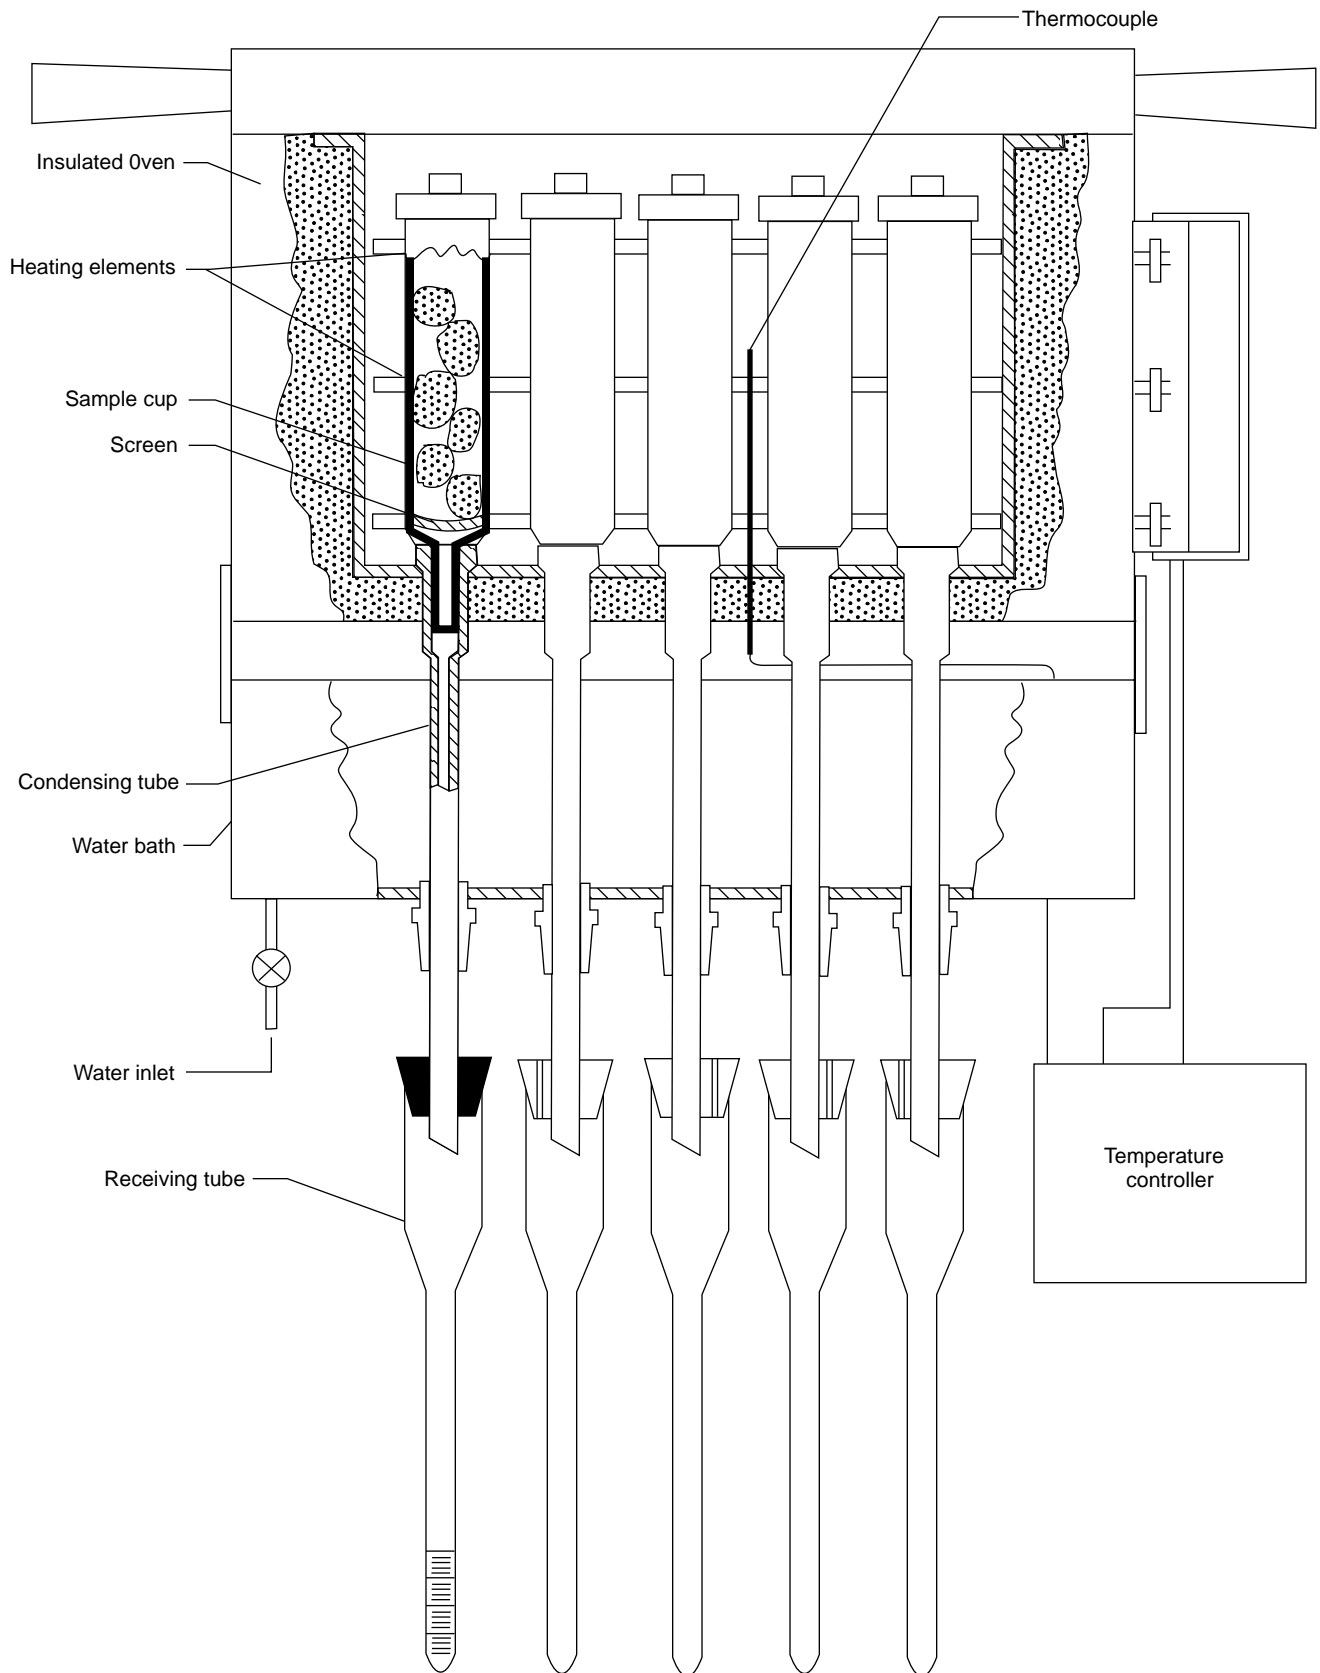 Thermocouple
Insulated 0ven
Heating elements
Sample cup
Screen
Condensing tube
Water bath
Water inlet
Temperature
controller
Receiving tube